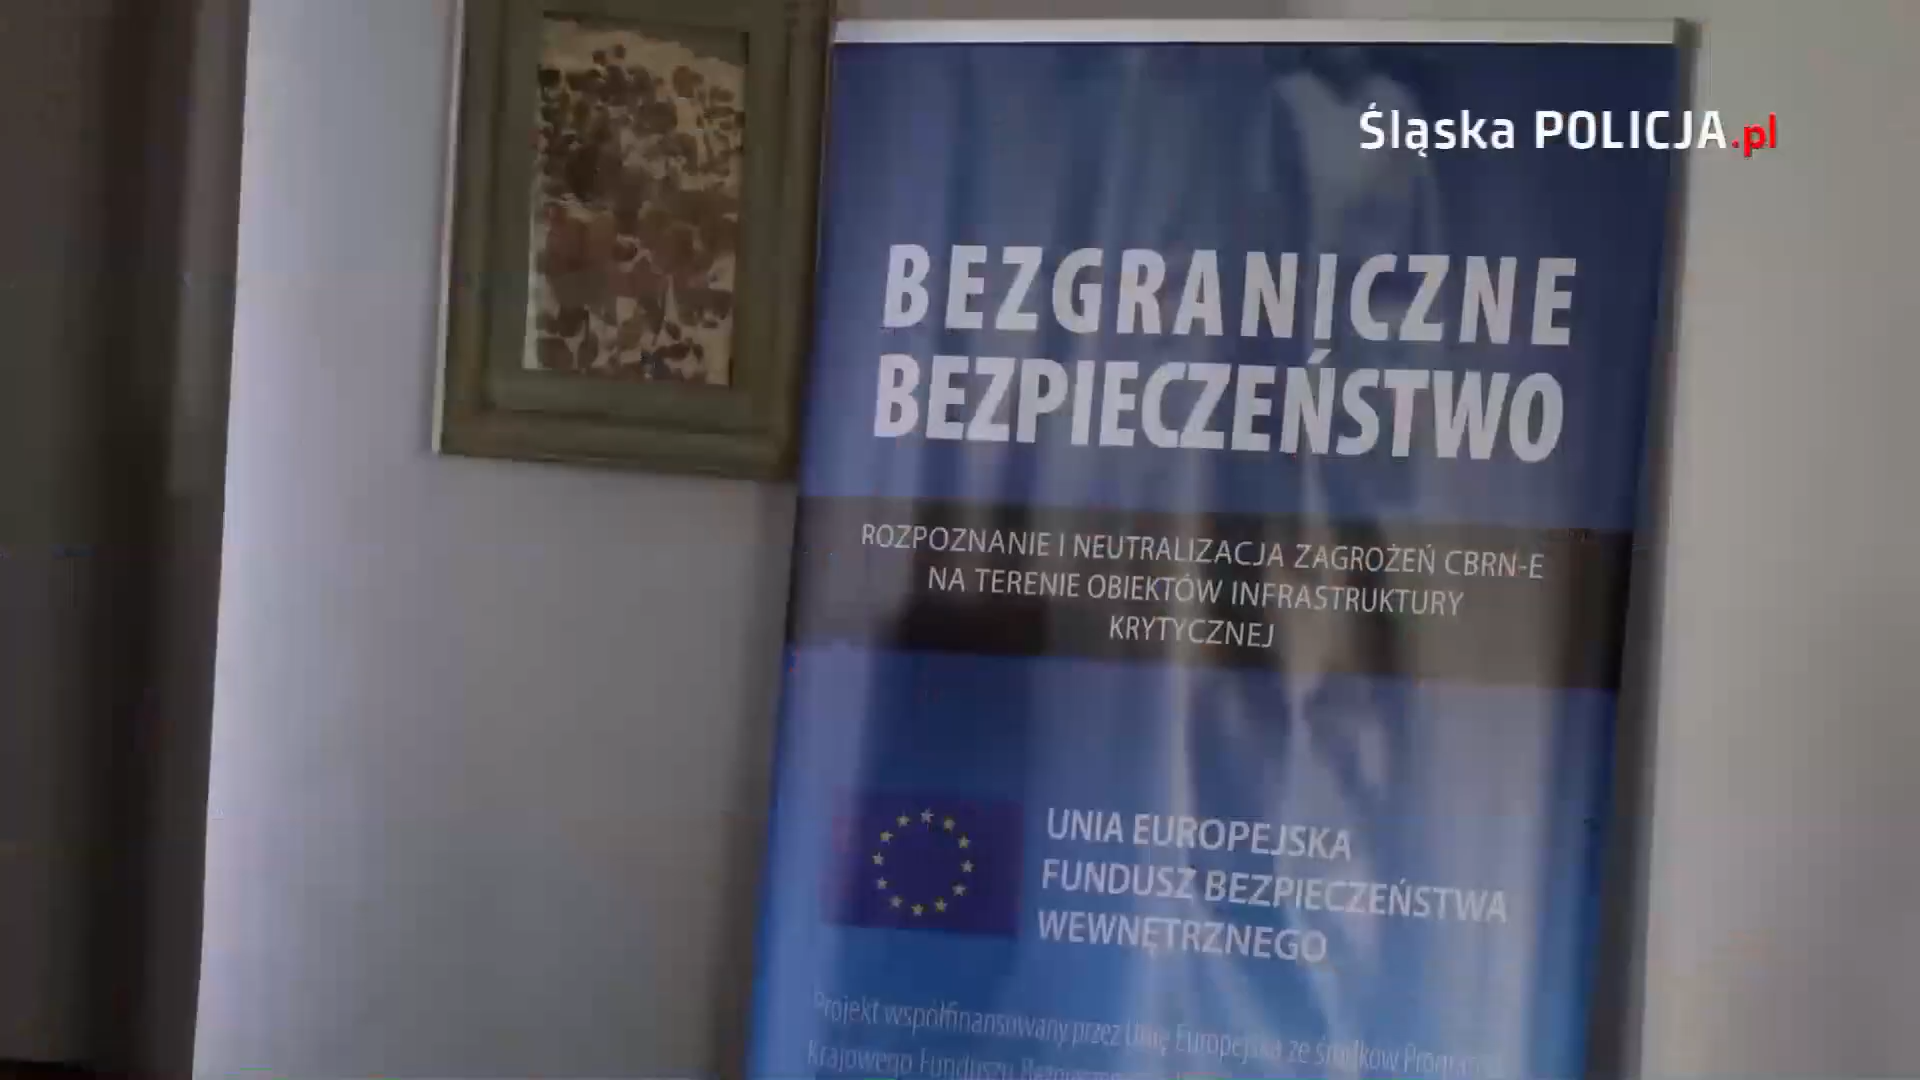 Śląska POLICJA.pl
BEZGRANICZNE
BEZPIECZEŃSTWO
ROZPOZNANIE I NEUTRALIZACJA ZAGROŻEŃ CBRN-E
NA TERENIE OBIEKTÓW INFRASTRUKTURY
KRYTYCZNEJ
UNIA EUROPEJSKA
FUNDUSZ BEZPIECZEŃSTWA
WEWNĘTRZNEGO
Projekt współfinansowany przez Unię Europejską ze środków
Krajowego Funduszu